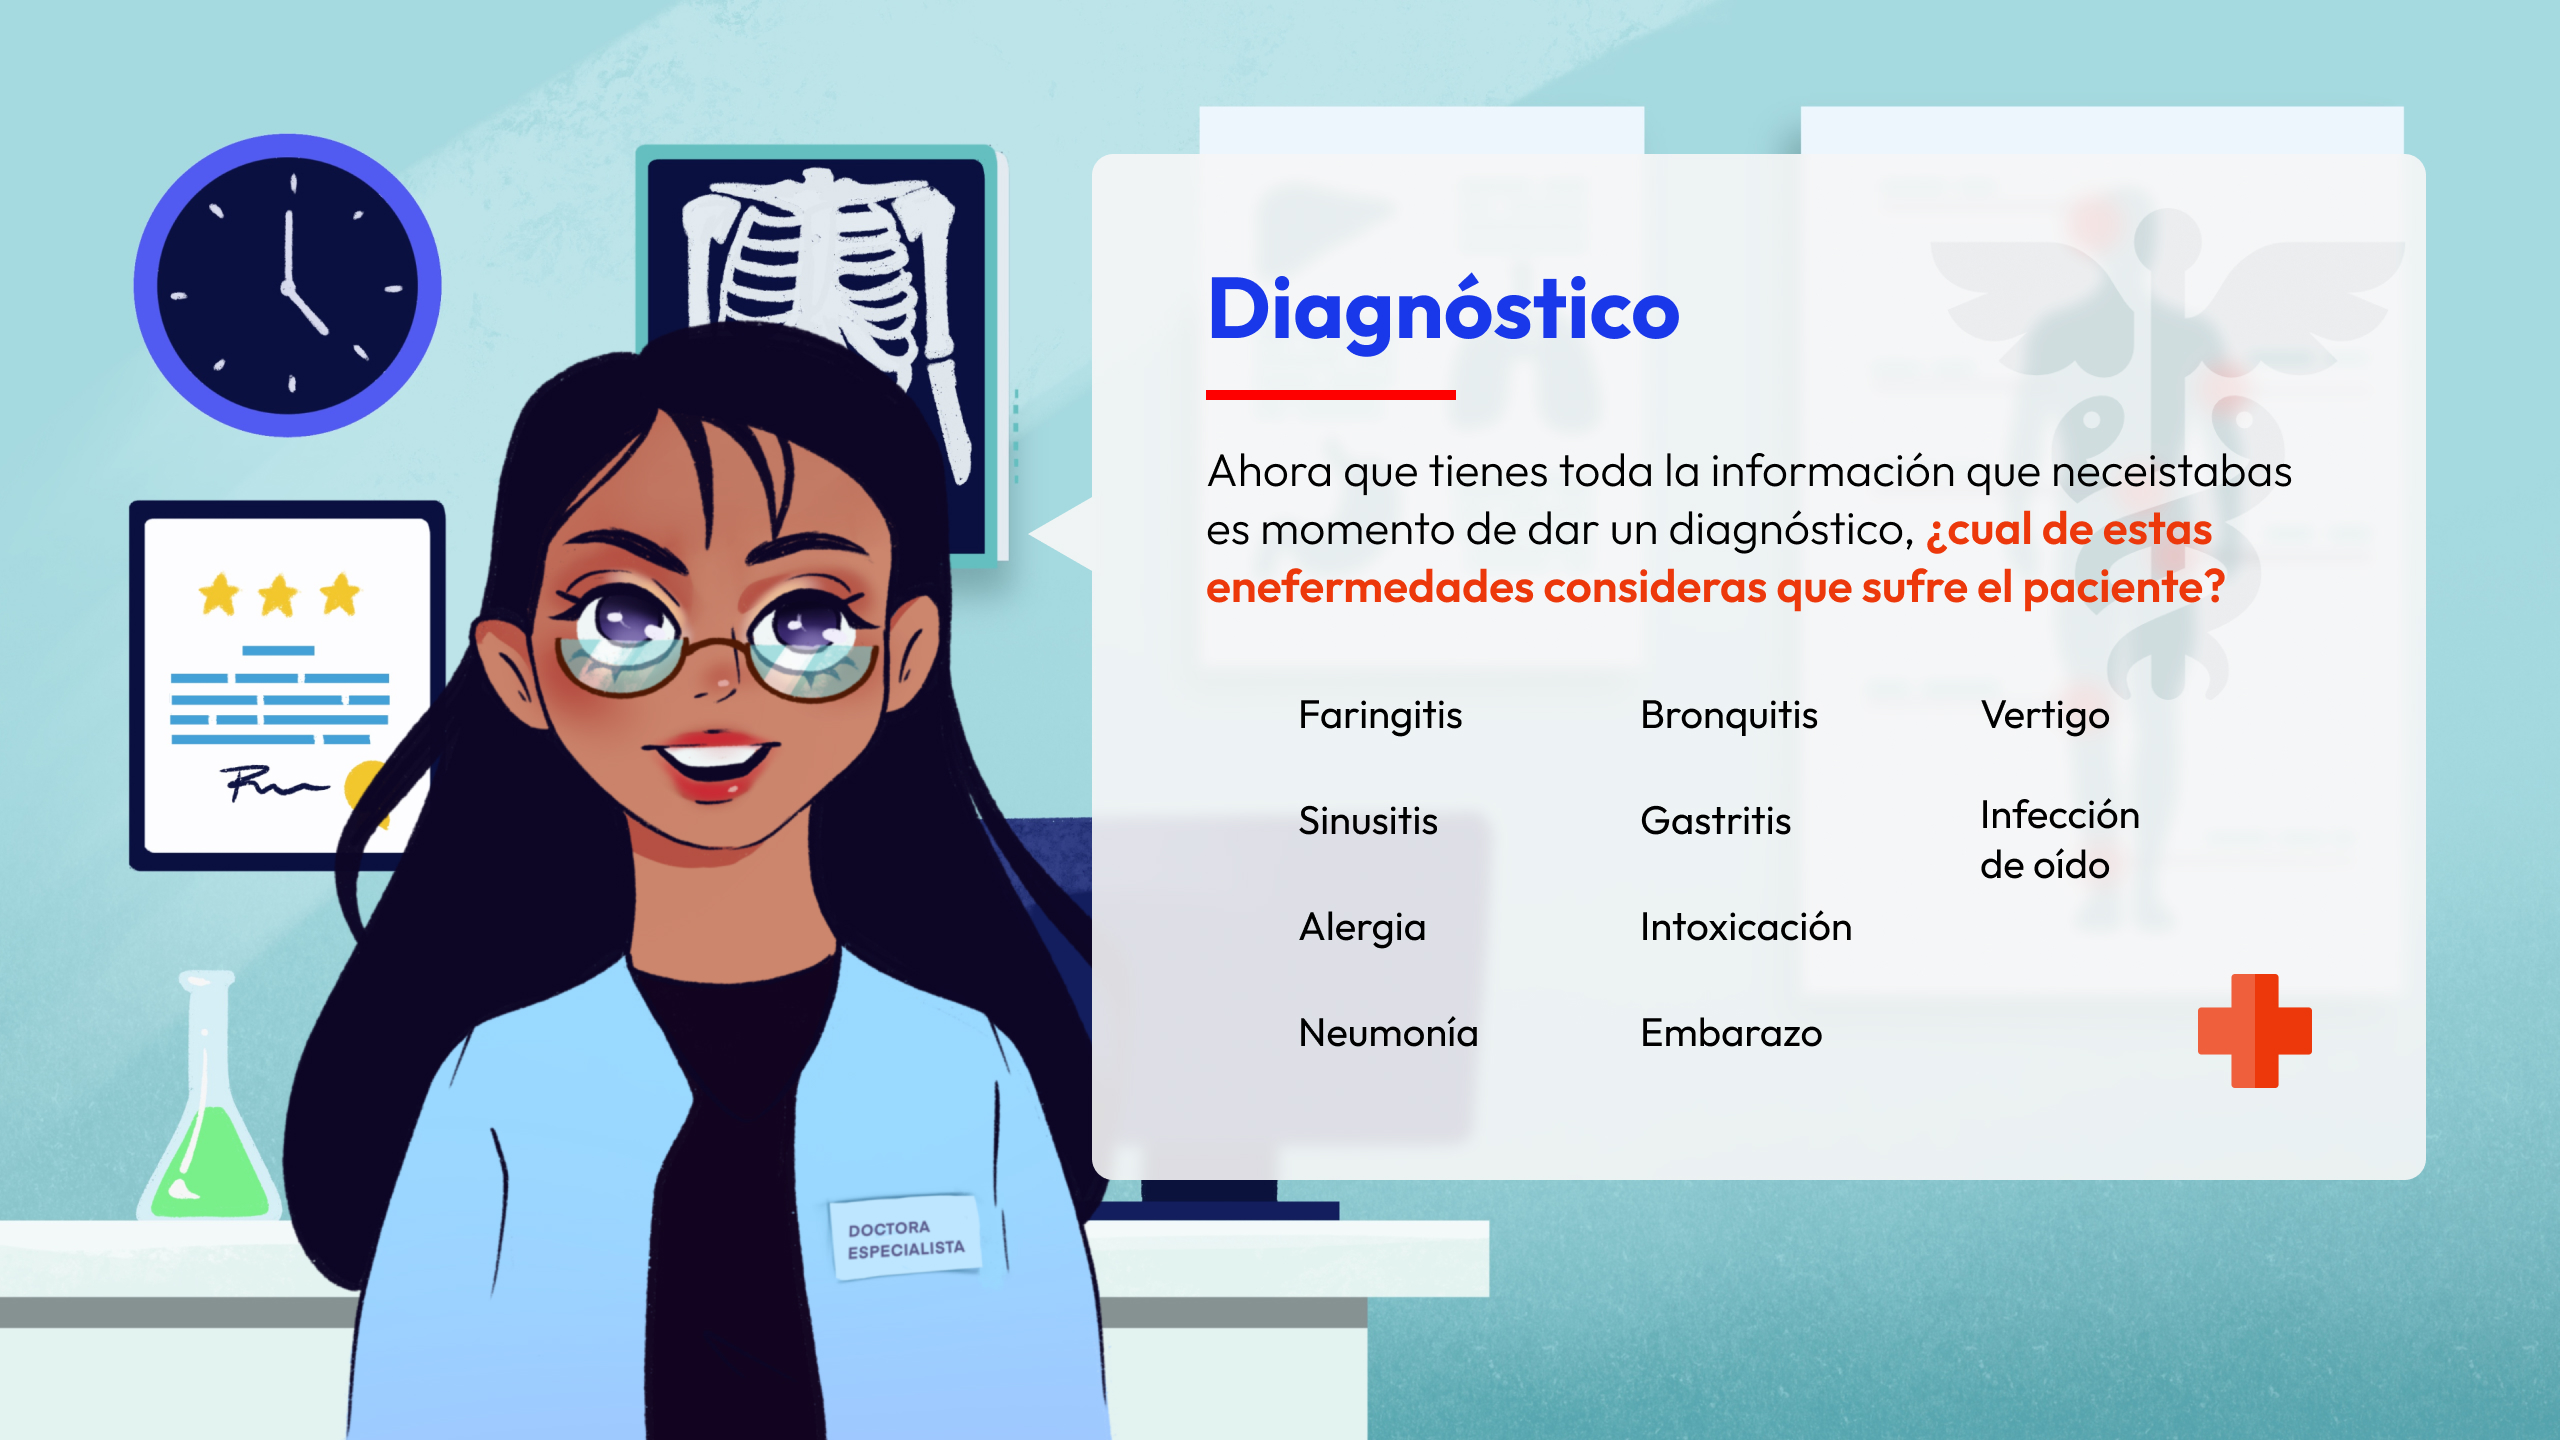 Diagnóstico
Ahora que tienes toda la información que neceistabas
es momento de dar un diagnóstico, ¿cual de estas
enefermedades consideras que sufre el paciente?
Faringitis
Bronquitis
Vertigo
Sinusitis
Gastritis
Infección
de oído
Alergia
Intoxicación
Neumonía
Embarazo
DOCTORA
ESPECIALISTA